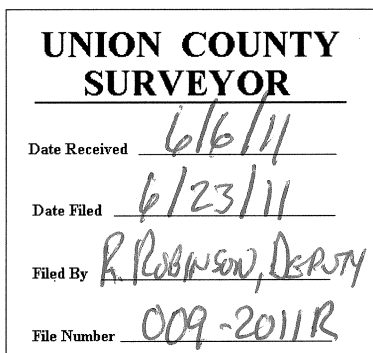 UNION COUNTY
SURVEYOR
Date Received 6/6/11
Date Filed 6/23/11
Filed By R. ROBINSON, DEPUTY
File Number 009-2011R